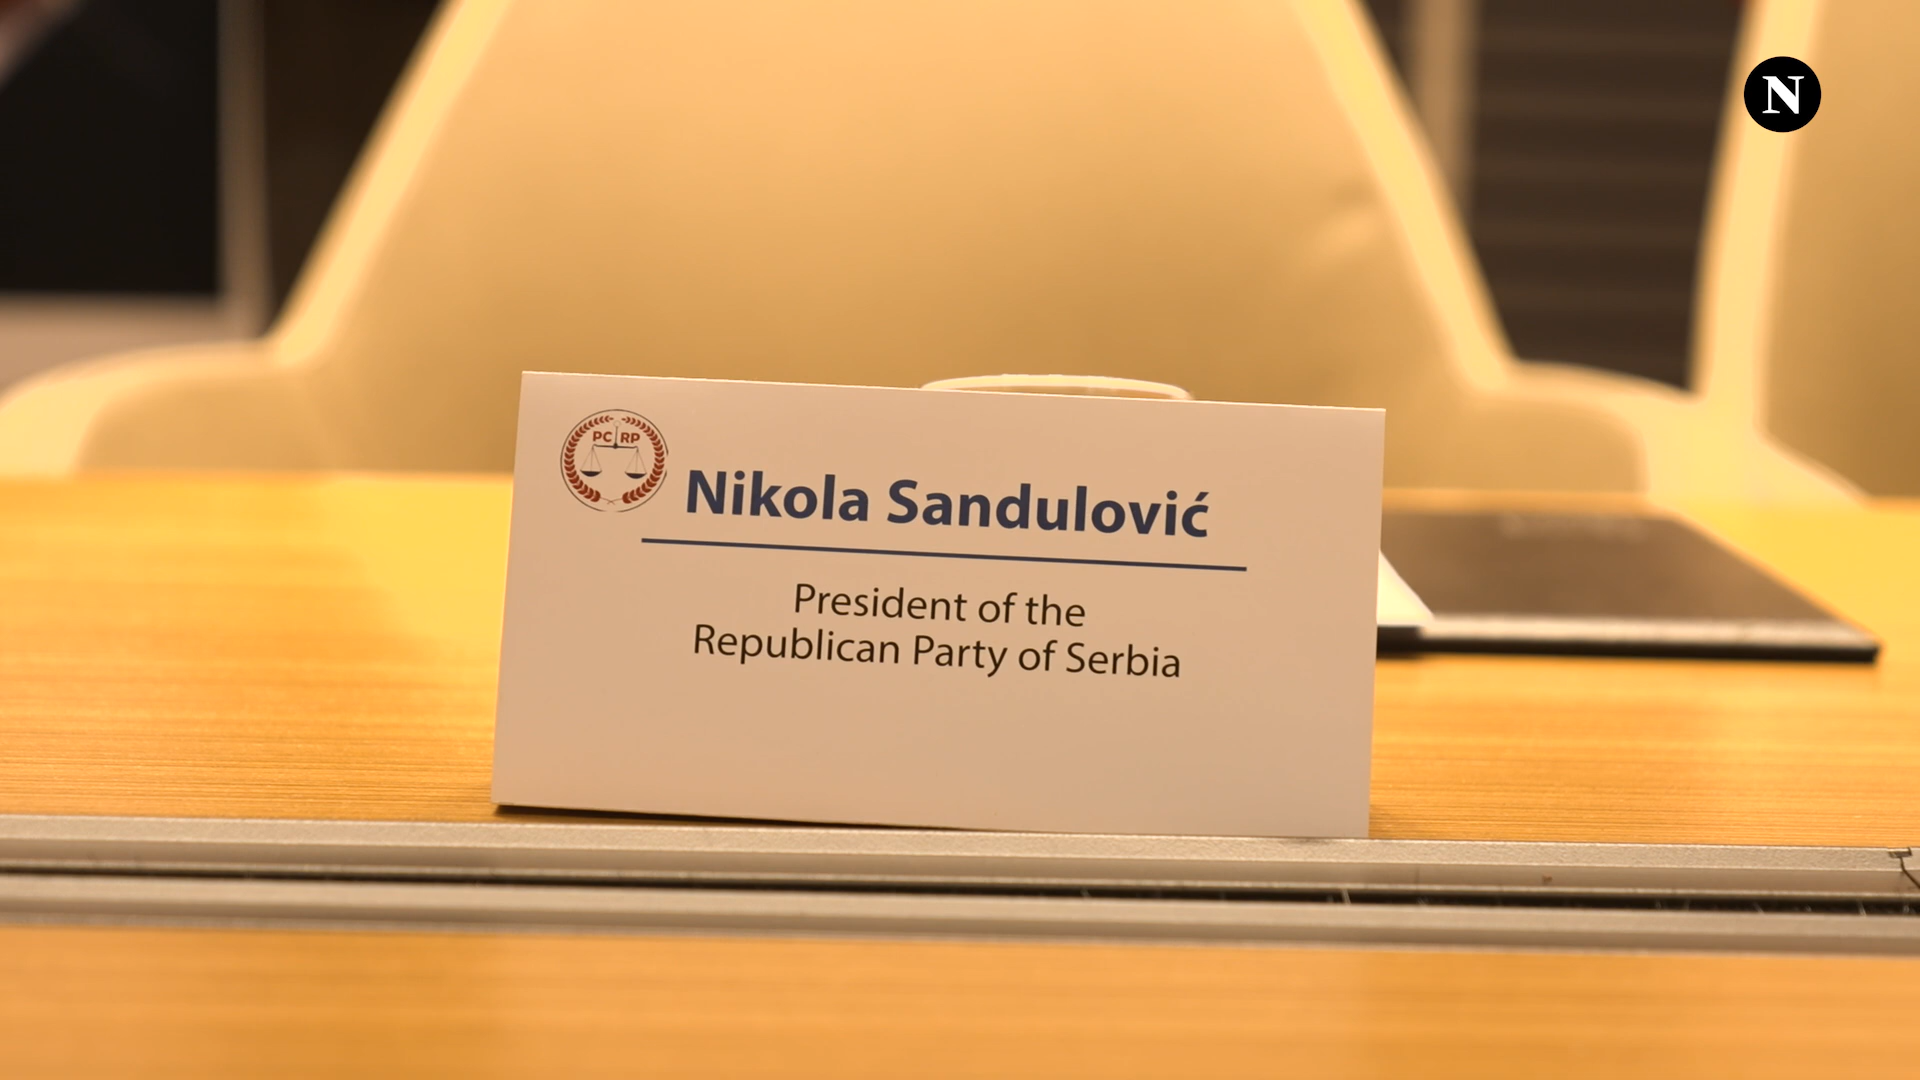 N
PC RP
Nikola Sandulović
President of the
Republican Party of Serbia